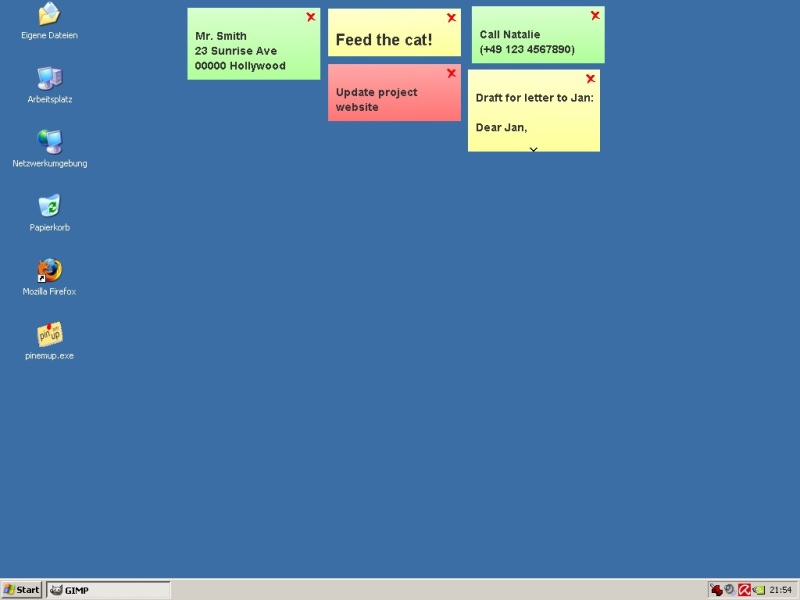 Eigene Dateien
Arbeitsplatz
Netzwerkumgebung
Papierkorb
Mozilla Firefox
pin em up
pinemup.exe
Mr. Smith
23 Sunrise Ave
00000 Hollywood
Feed the cat!
Update project
website
Call Natalie
(+49 123 4567890)
Draft for letter to Jan:
Dear Jan,
Start
GIMP
21:54